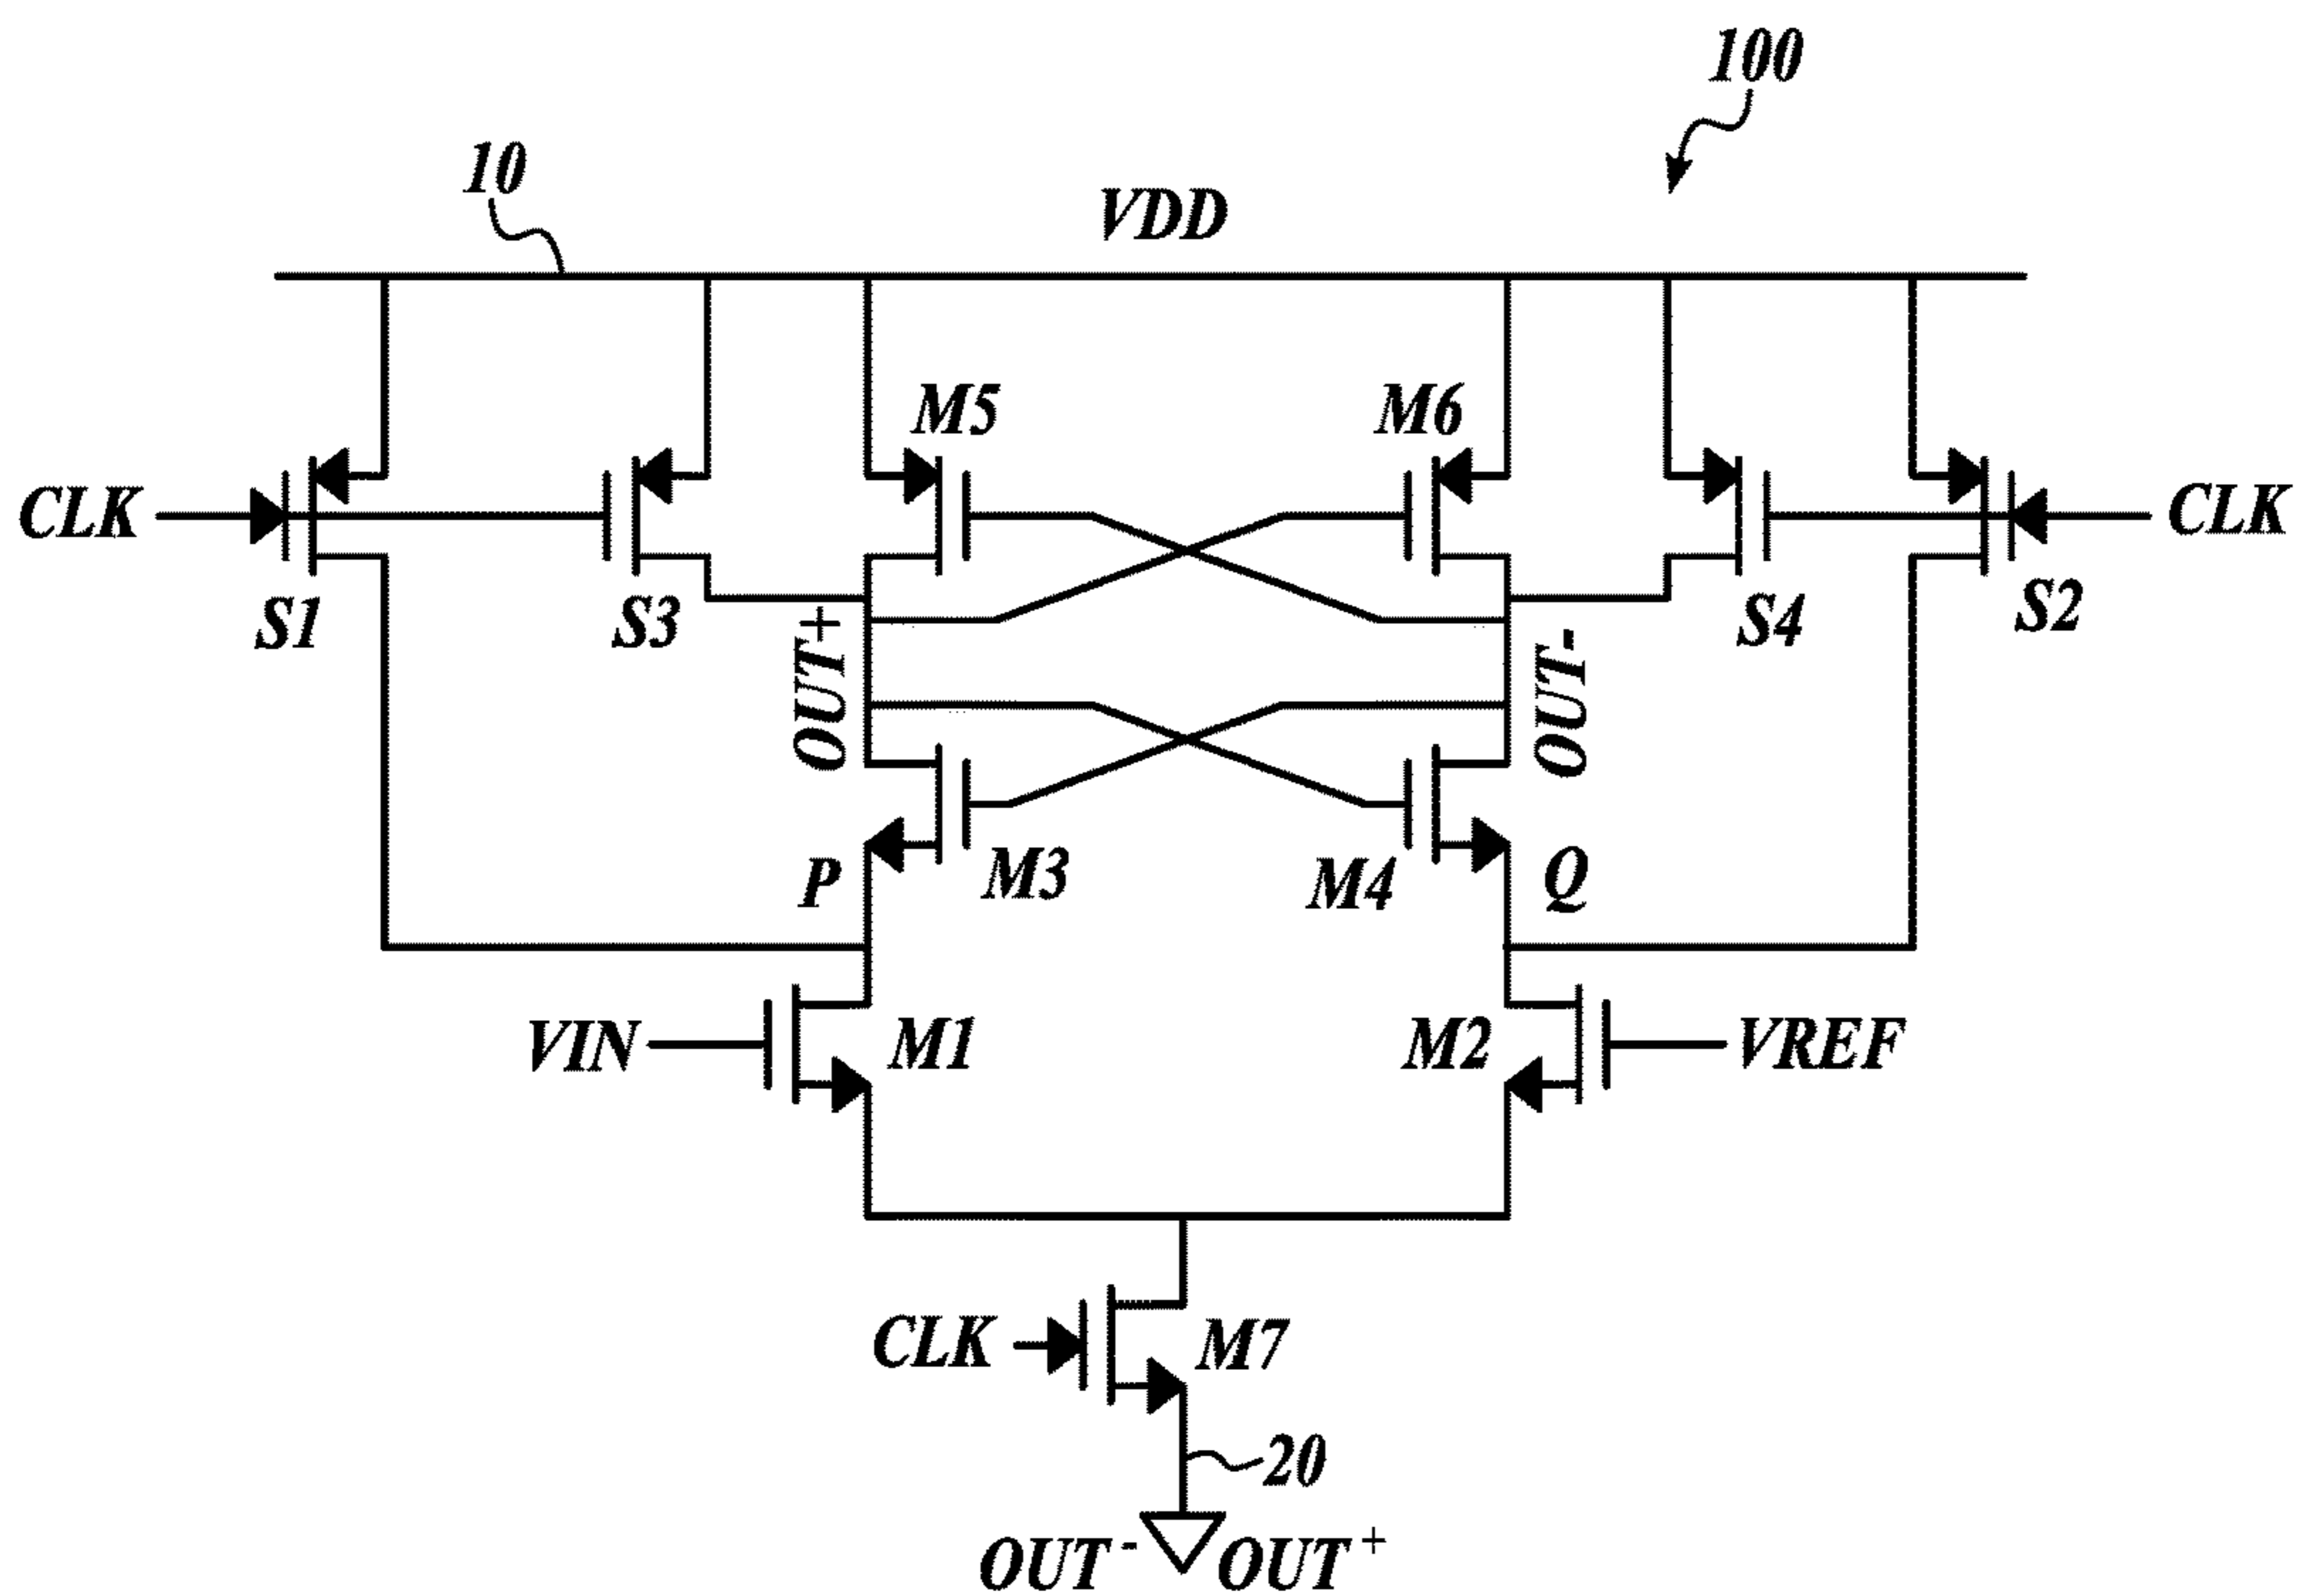 100
10
VDD
M5
M6
CLK
CLK
S1
S3
S4
S2
OUT+
OUT-
P
M3
M4
Q
VIN
M1
M2
VREF
CLK
M7
20
OUT- OUT+